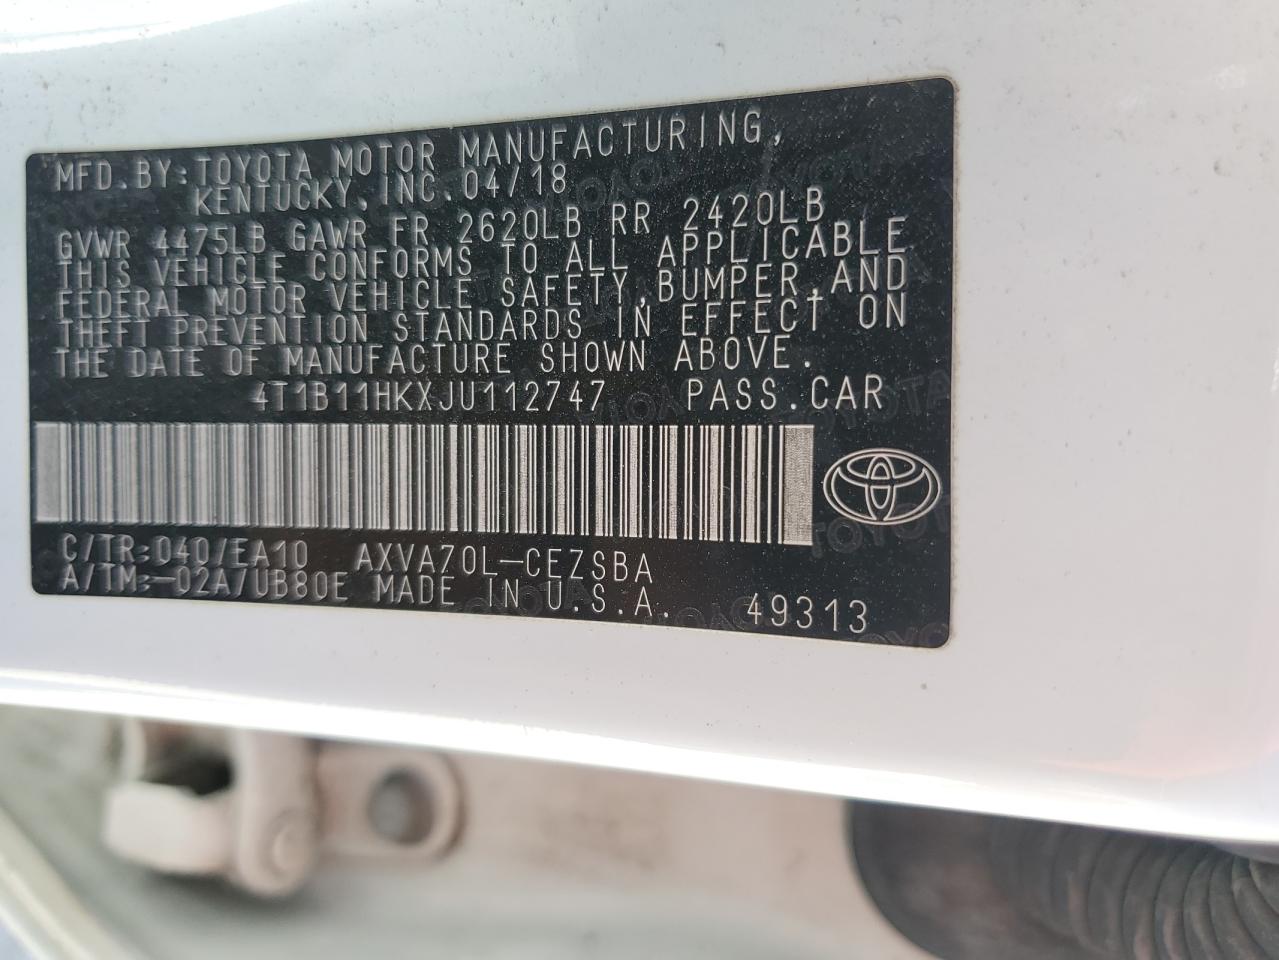 MFD.BY:TOYOTA MOTOR MANUFACTURING,
KENTUCKY,INC.04/18
GVWR 4475LB GAWR FR 2620LB RR 2420LB
THIS VEHICLE CONFORMS TO ALL APPLICABLE
FEDERAL MOTOR VEHICLE SAFETY,BUMPER,AND
THEFT PREVENTION STANDARDS IN EFFECT ON
THE DATE OF MANUFACTURE SHOWN ABOVE.
4T1B11HKXJU112747 PASS.CAR
C/TR:040/EA10 AXVA70L-CEZSBA
A/TM:-02A/UB80E MADE IN U.S.A. 49313